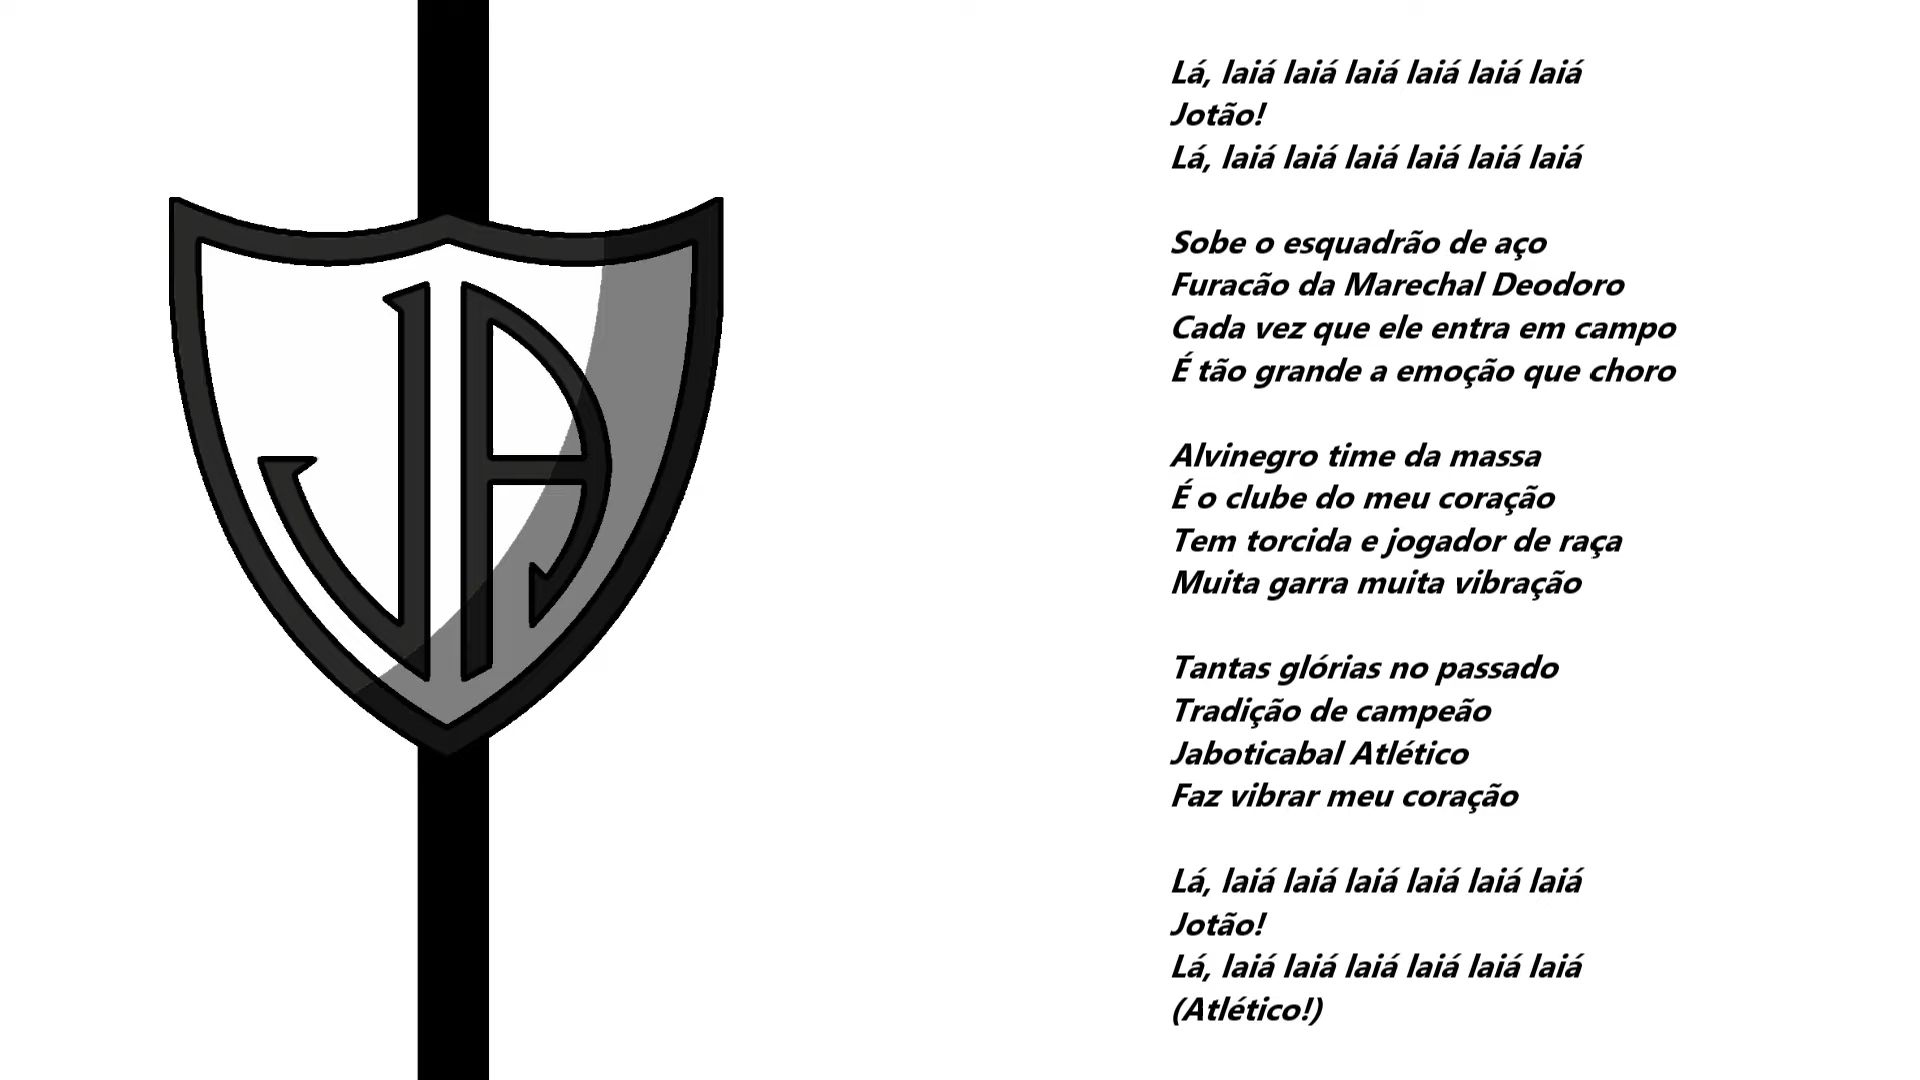 JA
Lá, laiá laiá laiá laiá laiá laiá
Jotão!
Lá, laiá laiá laiá laiá laiá laiá
Sobe o esquadrão de aço
Furacão da Marechal Deodoro
Cada vez que ele entra em campo
É tão grande a emoção que choro
Alvinegro time da massa
É o clube do meu coração
Tem torcida e jogador de raça
Muita garra muita vibração
Tantas glórias no passado
Tradição de campeão
Jaboticabal Atlético
Faz vibrar meu coração
Lá, laiá laiá laiá laiá laiá laiá
Jotão!
Lá, laiá laiá laiá laiá laiá laiá
(Atlético!)